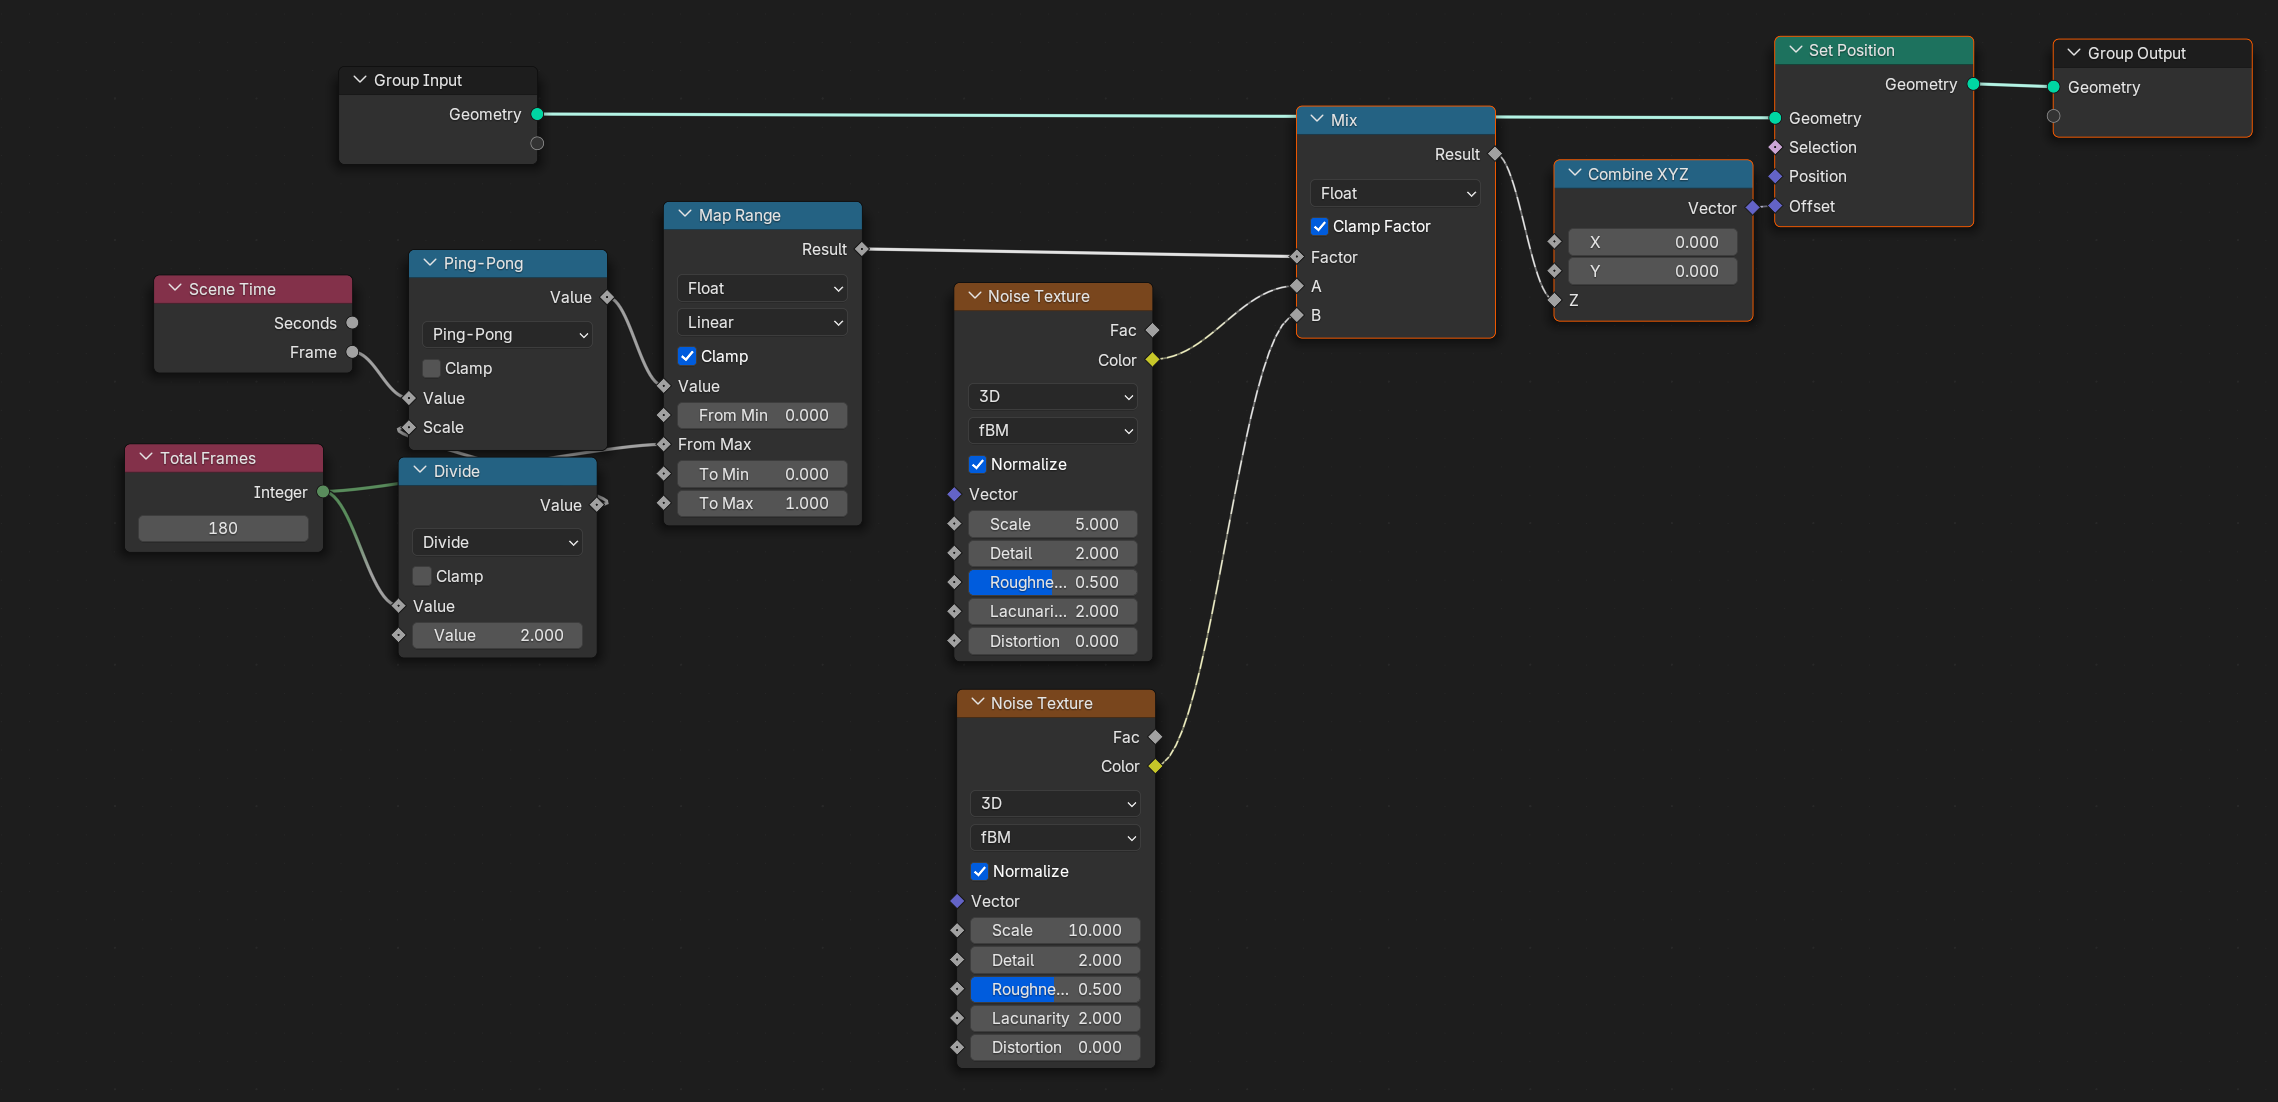 Group Input
Geometry
Scene Time
Seconds
Frame
Total Frames
Integer
180
Ping-Pong
Value
Ping-Pong
Clamp
Value
Scale
Divide
Value
Divide
Clamp
Value
Value 2.000
Map Range
Result
Float
Linear
Clamp
Value
From Min 0.000
From Max
To Min 0.000
To Max 1.000
Noise Texture
Fac
Color
3D
fBM
Normalize
Vector
Scale 5.000
Detail 2.000
Roughne... 0.500
Lacunari... 2.000
Distortion 0.000
Noise Texture
Fac
Color
3D
fBM
Normalize
Vector
Scale 10.000
Detail 2.000
Roughne... 0.500
Lacunarity 2.000
Distortion 0.000
Mix
Result
Float
Clamp Factor
Factor
A
B
Combine XYZ
Vector
X 0.000
Y 0.000
Z
Set Position
Geometry
Geometry
Selection
Position
Offset
Group Output
Geometry